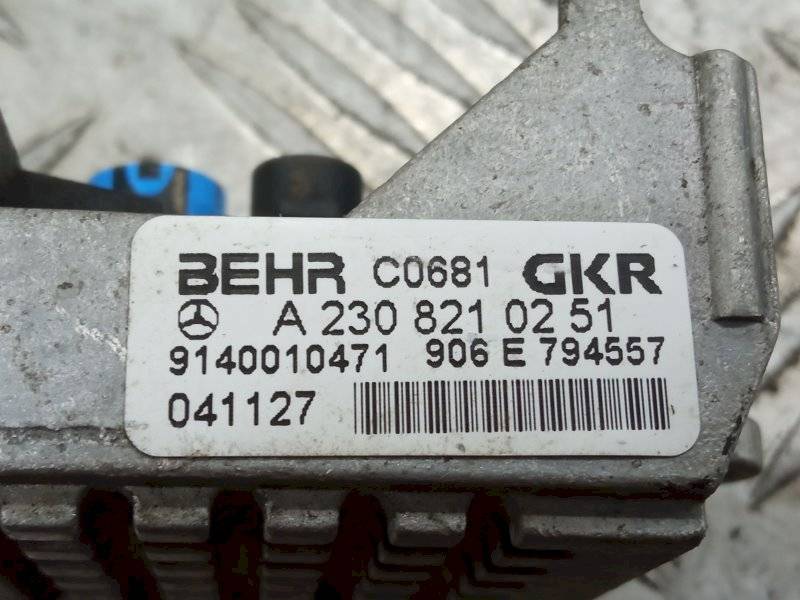 BEHR C0681 GKR
A 230 821 02 51
9140010471 906 E 794557
041127